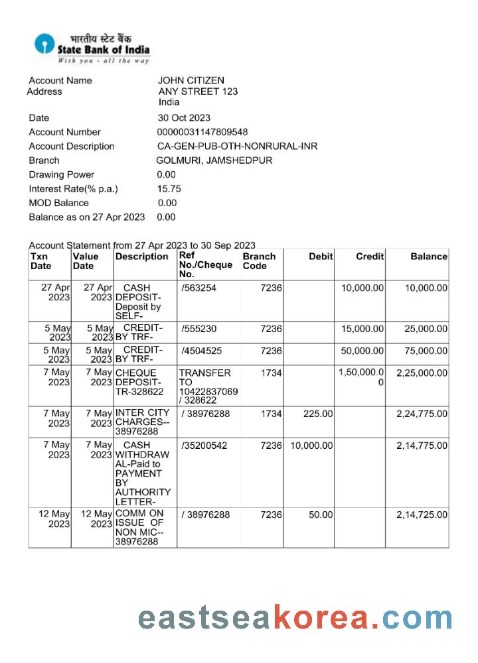 भारतीय स्टेट बैंक
State Bank of India
With you - all the way
Account Name JOHN CITIZEN
Address ANY STREET 123
India
Date 30 Oct 2023
Account Number 00000031147809548
Account Description CA-GEN-PUB-OTH-NONRURAL-INR
Branch GOLMURI, JAMSHEDPUR
Drawing Power 0.00
Interest Rate(% p.a.) 15.75
MOD Balance 0.00
Balance as on 27 Apr 2023 0.00
Account Statement from 27 Apr 2023 to 30 Sep 2023
Txn Value Description Ref Branch Debit Credit Balance
Date Date No./Cheque Code
No.
27 Apr 27 Apr CASH /563254 7236 10,000.00 10,000.00
2023 2023 DEPOSIT-
Deposit by
SELF-
5 May 5 May CREDIT- /555230 7236 15,000.00 25,000.00
2023 2023 BY TRF-
5 May 5 May CREDIT- /4504525 7236 50,000.00 75,000.00
2023 2023 BY TRF-
7 May 7 May CHEQUE TRANSFER 1734 1,50,000.0 2,25,000.00
2023 2023 DEPOSIT- TO 0
TR-328622 10422837069
/ 328622
7 May 7 May INTER CITY / 38976288 1734 225.00 2,24,775.00
2023 2023 CHARGES--
38976288
7 May 7 May CASH /35200542 7236 10,000.00 2,14,775.00
2023 2023 WITHDRAW
AL-Paid to
PAYMENT
BY
AUTHORITY
LETTER-
12 May 12 May COMM ON / 38976288 7236 50.00 2,14,725.00
2023 2023 ISSUE OF
NON MIC--
38976288
eastseakorea.com